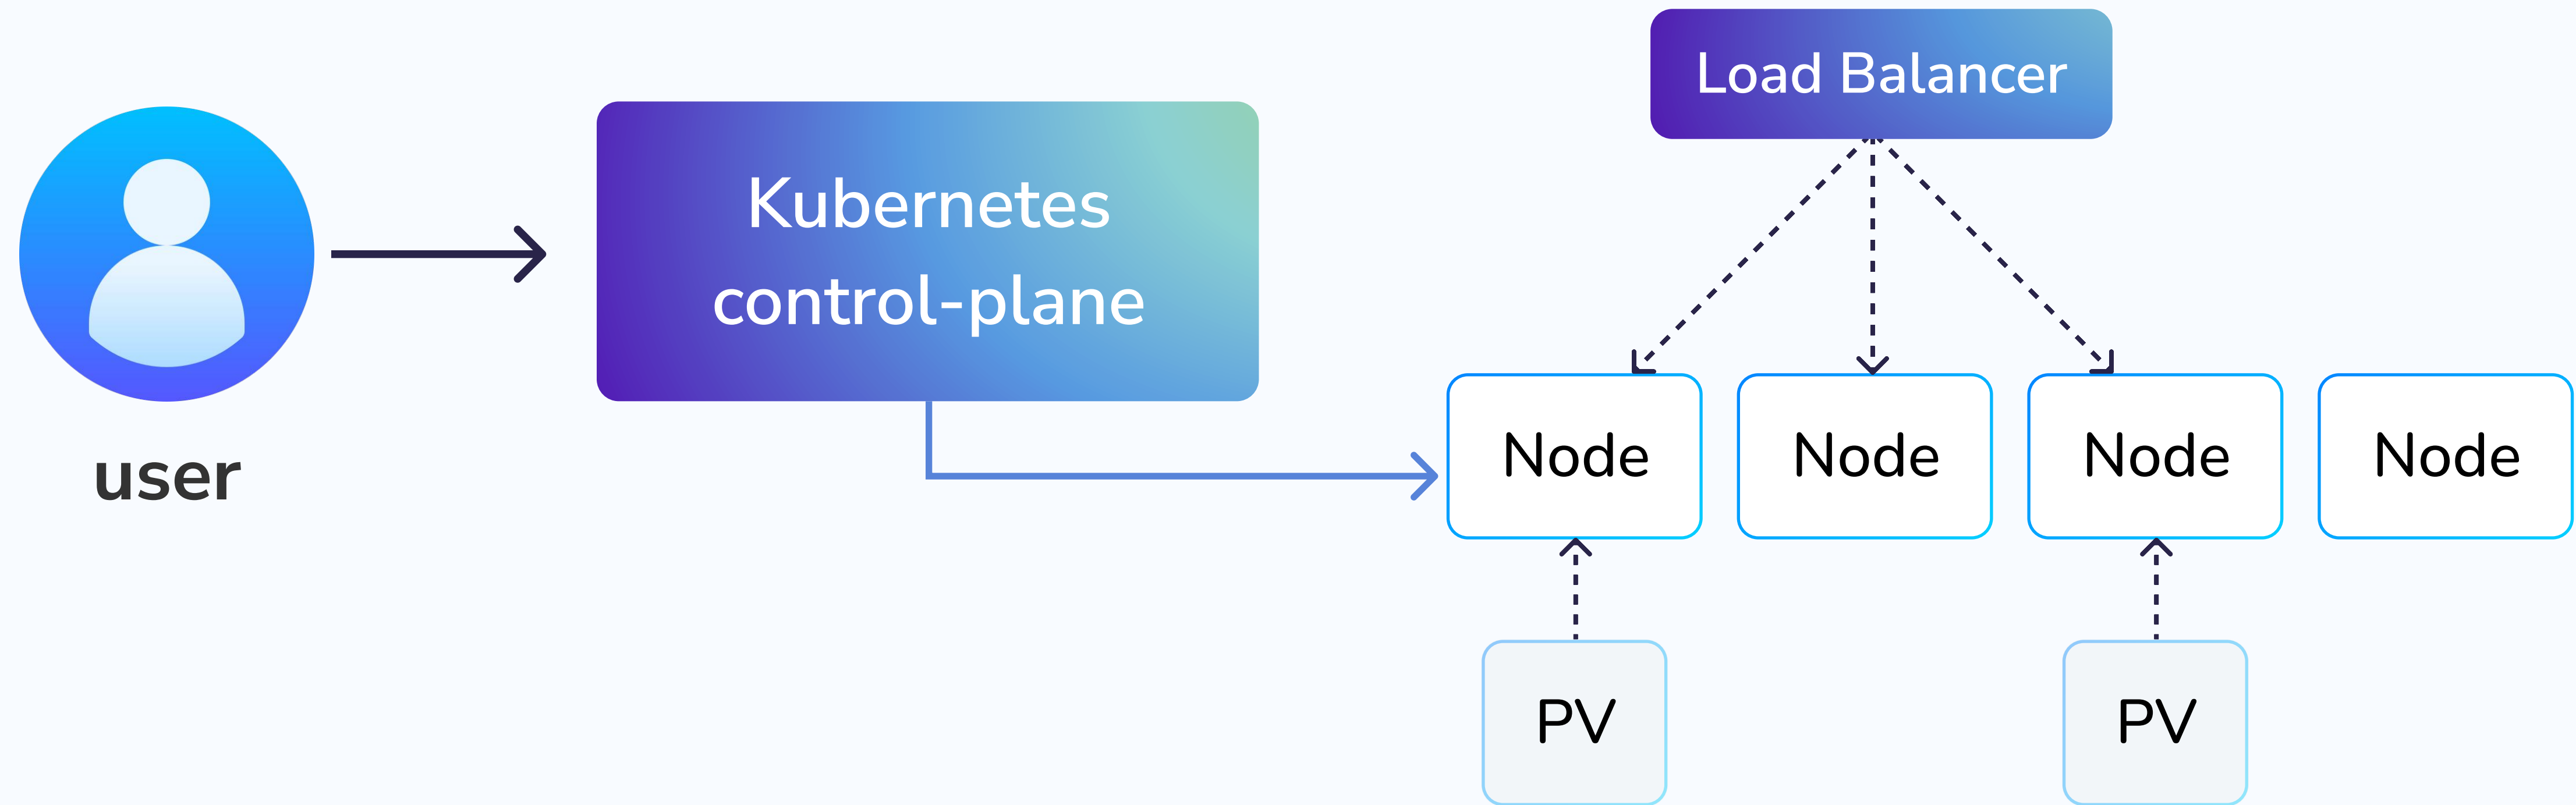 Load Balancer
Kubernetes
control-plane
user
Node
Node
Node
Node
PV
PV